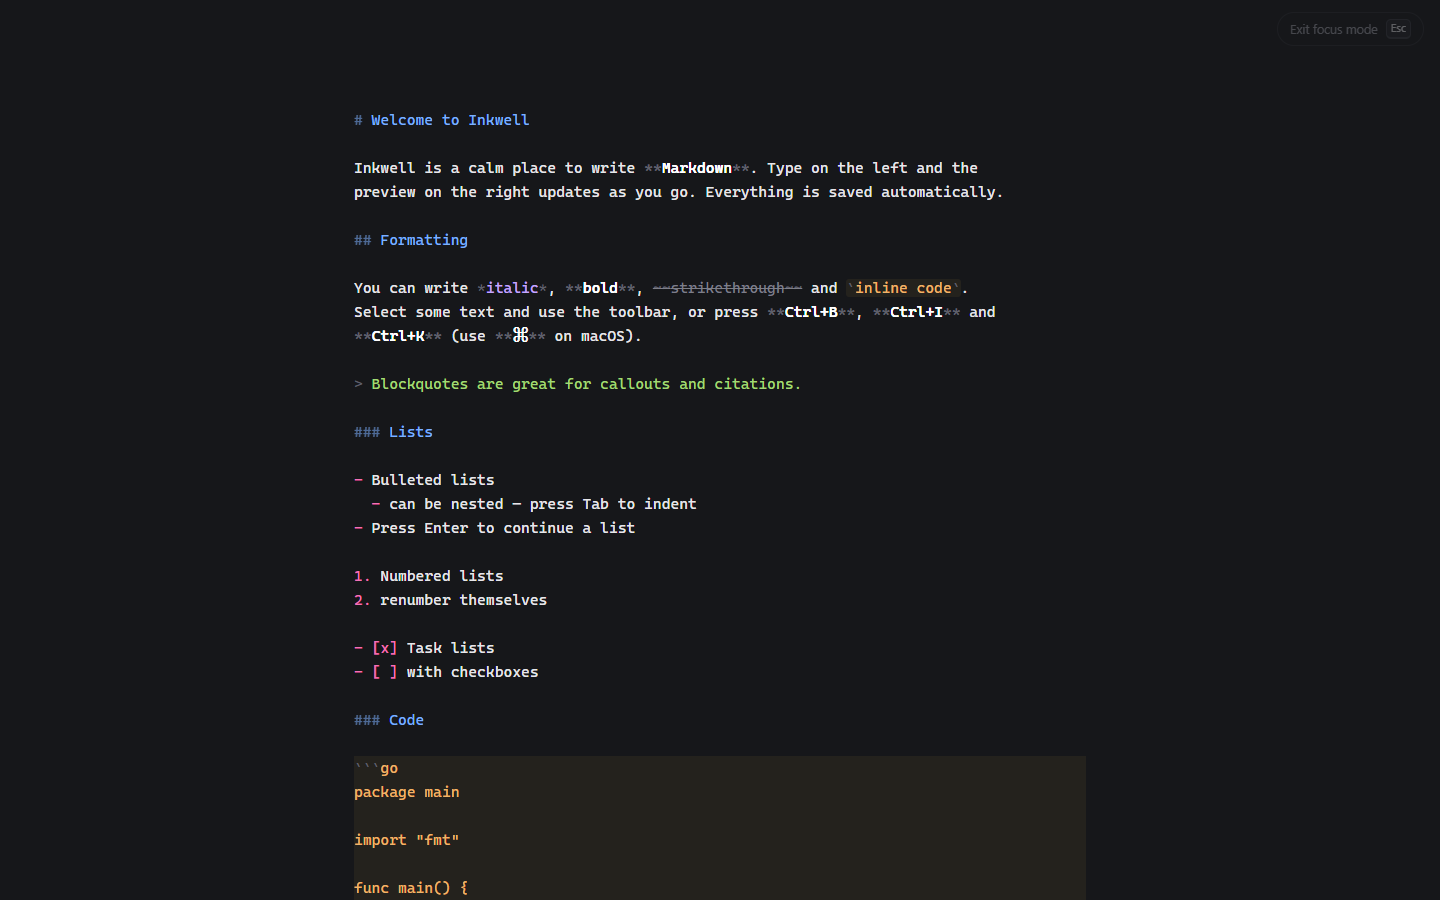 Exit focus mode Esc
# Welcome to Inkwell
Inkwell is a calm place to write **Markdown**. Type on the left and the
preview on the right updates as you go. Everything is saved automatically.
## Formatting
You can write *italic*, **bold**, ~~strikethrough~~ and `inline code`.
Select some text and use the toolbar, or press **Ctrl+B**, **Ctrl+I** and
**Ctrl+K** (use **⌘** on macOS).
> Blockquotes are great for callouts and citations.
### Lists
- Bulleted lists
  - can be nested — press Tab to indent
- Press Enter to continue a list
1. Numbered lists
2. renumber themselves
- [x] Task lists
- [ ] with checkboxes
### Code
```go
package main
import "fmt"
func main() {